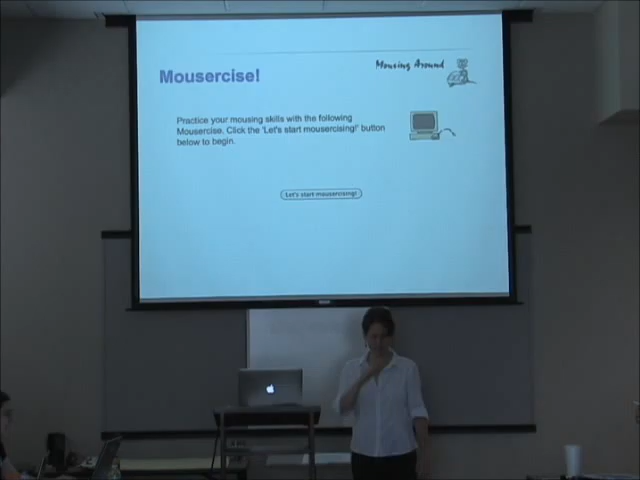 Mousing Around
Mousercise!
Practice your mousing skills with the following
Mousercise. Click the 'Let's start mousercising!' button
below to begin.
Let's start mousercising!